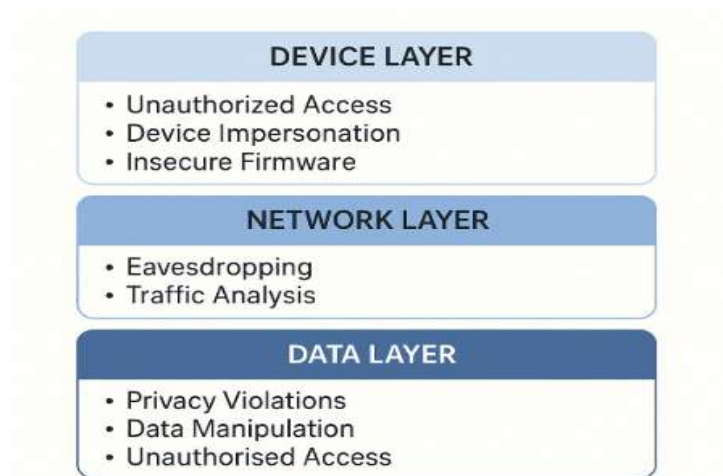 DEVICE LAYER
• Unauthorized Access
• Device Impersonation
• Insecure Firmware
NETWORK LAYER
• Eavesdropping
• Traffic Analysis
DATA LAYER
• Privacy Violations
• Data Manipulation
• Unauthorised Access